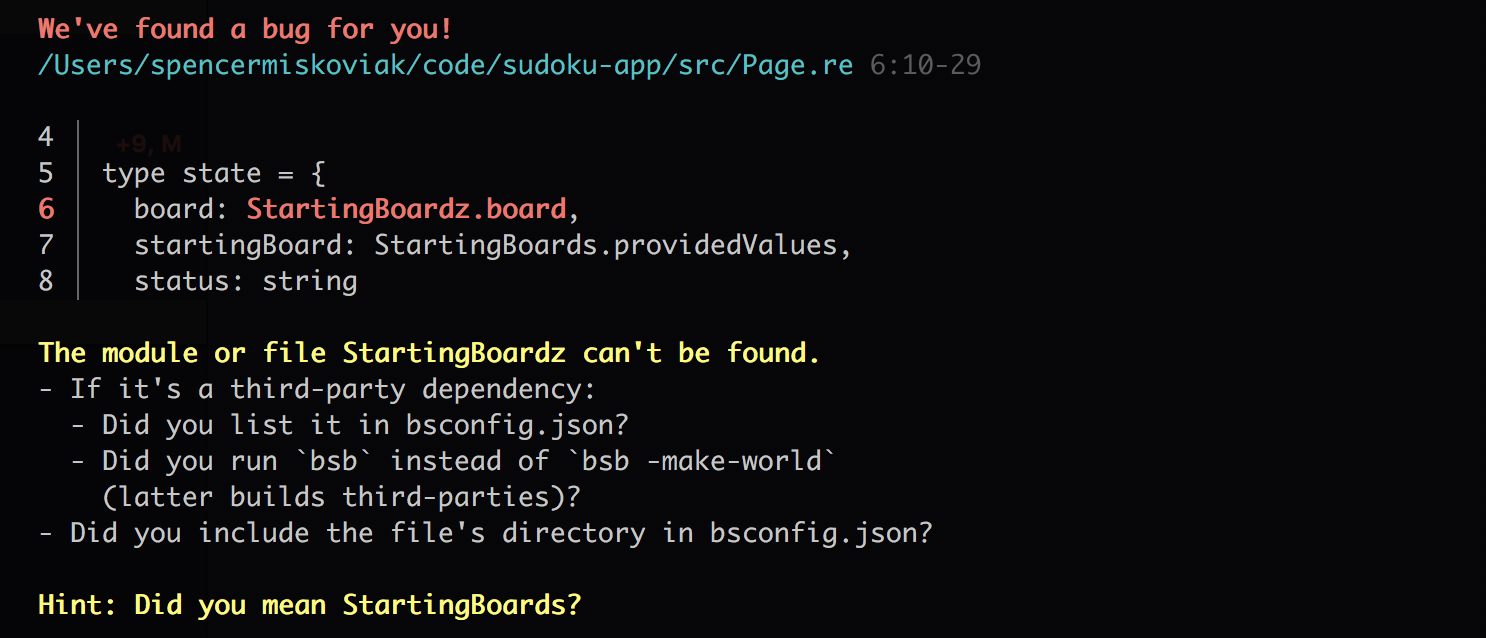 We've found a bug for you!
/Users/spencermiskoviak/code/sudoku-app/src/Page.re 6:10-29
4
+9, M
5 type state = {
6 board: StartingBoardz.board,
7 startingBoard: StartingBoards.providedValues,
8 status: string
The module or file StartingBoardz can't be found.
- If it's a third-party dependency:
- Did you list it in bsconfig.json?
- Did you run `bsb` instead of `bsb -make-world`
(latter builds third-parties)?
- Did you include the file's directory in bsconfig.json?
Hint: Did you mean StartingBoards?